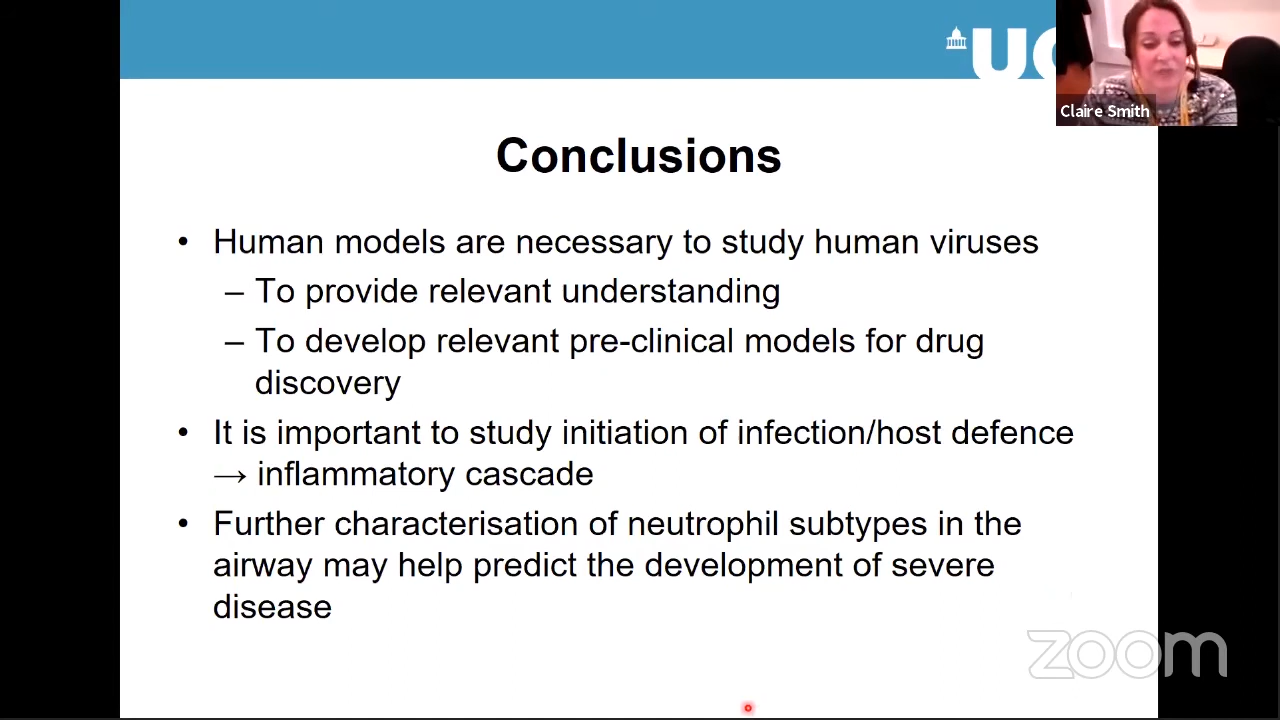 UC
Claire Smith
Conclusions
• Human models are necessary to study human viruses
– To provide relevant understanding
– To develop relevant pre-clinical models for drug
discovery
• It is important to study initiation of infection/host defence
→ inflammatory cascade
• Further characterisation of neutrophil subtypes in the
airway may help predict the development of severe
disease
zoom